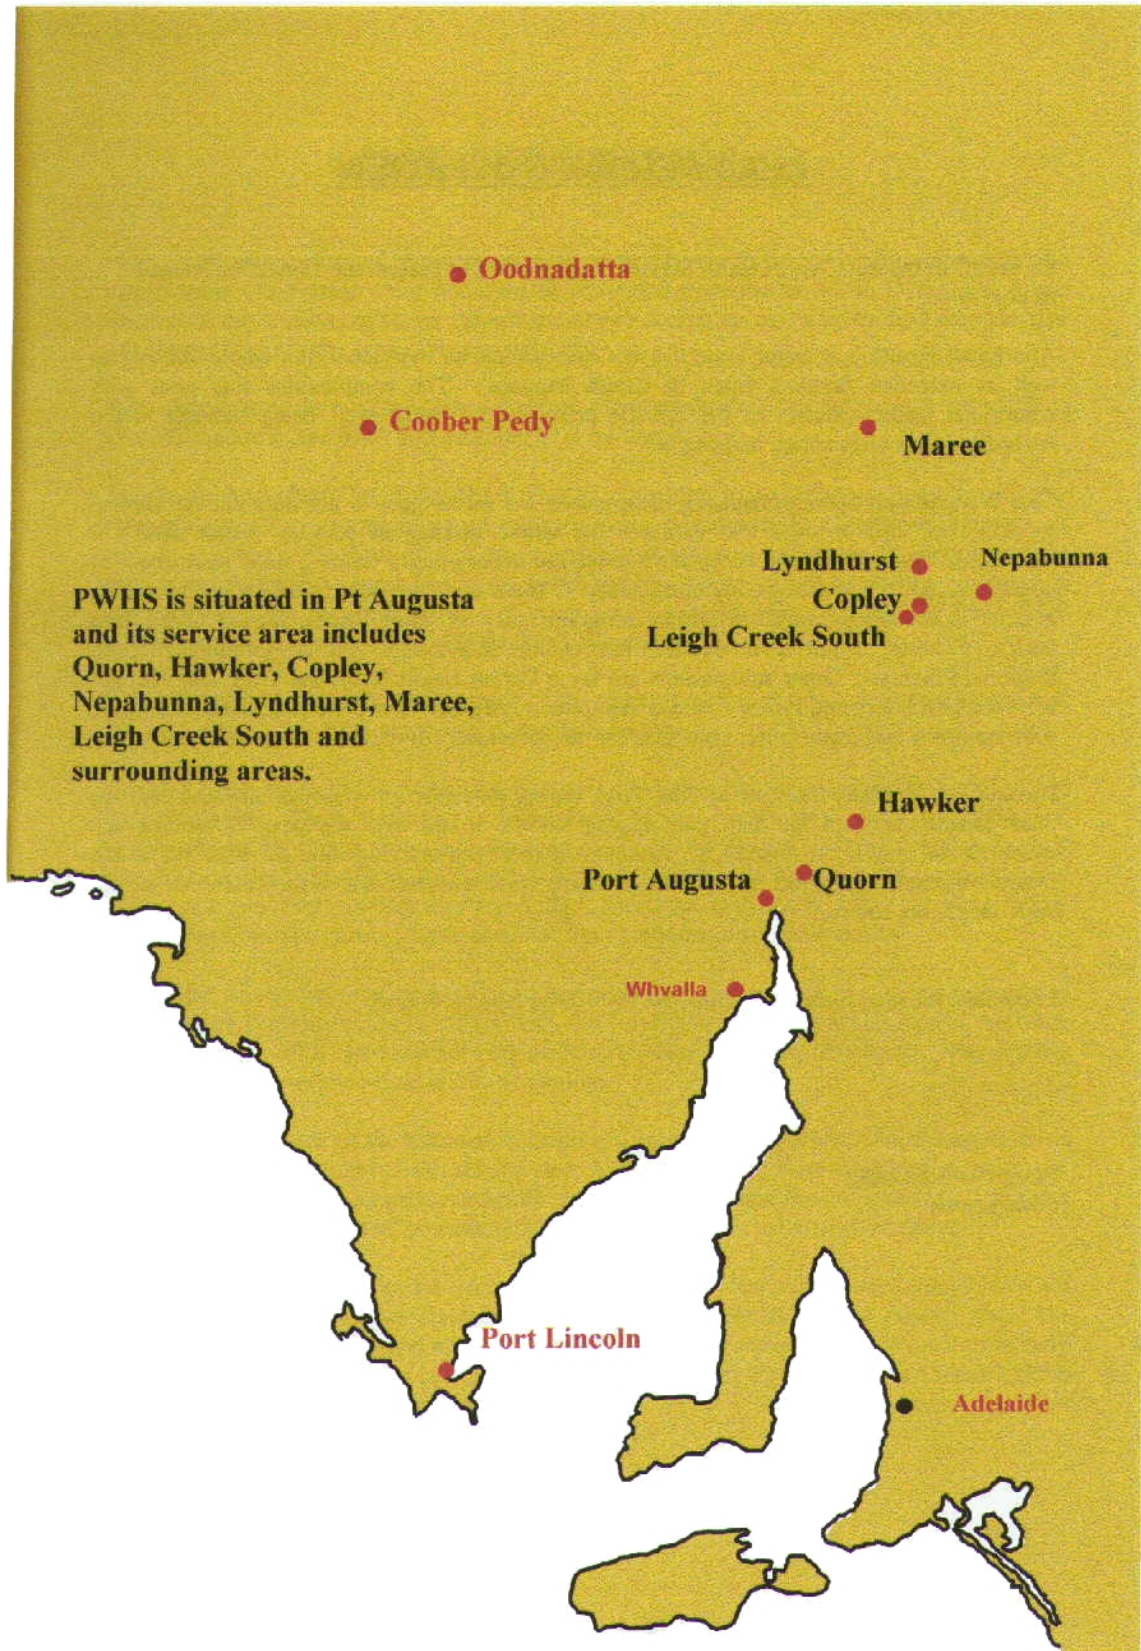 Oodnadatta
Coober Pedy
Maree
Lyndhurst
Nepabunna
Copley
Leigh Creek South
PWHS is situated in Pt Augusta
and its service area includes
Quorn, Hawker, Copley,
Nepabunna, Lyndhurst, Maree,
Leigh Creek South and
surrounding areas.
Hawker
Port Augusta
Quorn
Whvalla
Port Lincoln
Adelaide